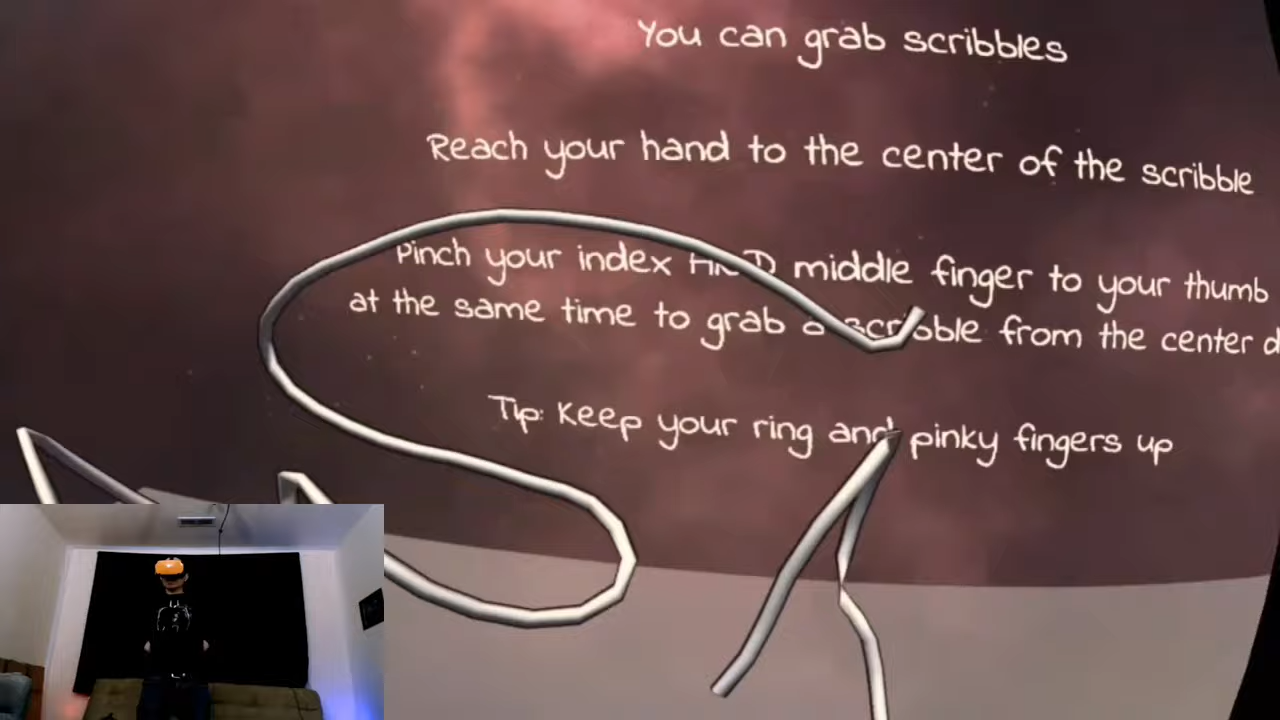 You can grab scribbles
Reach your hand to the center of the scribble
Pinch your index AND middle finger to your thumb
at the same time to grab a scribble from the center
Tip: Keep your ring and pinky fingers up